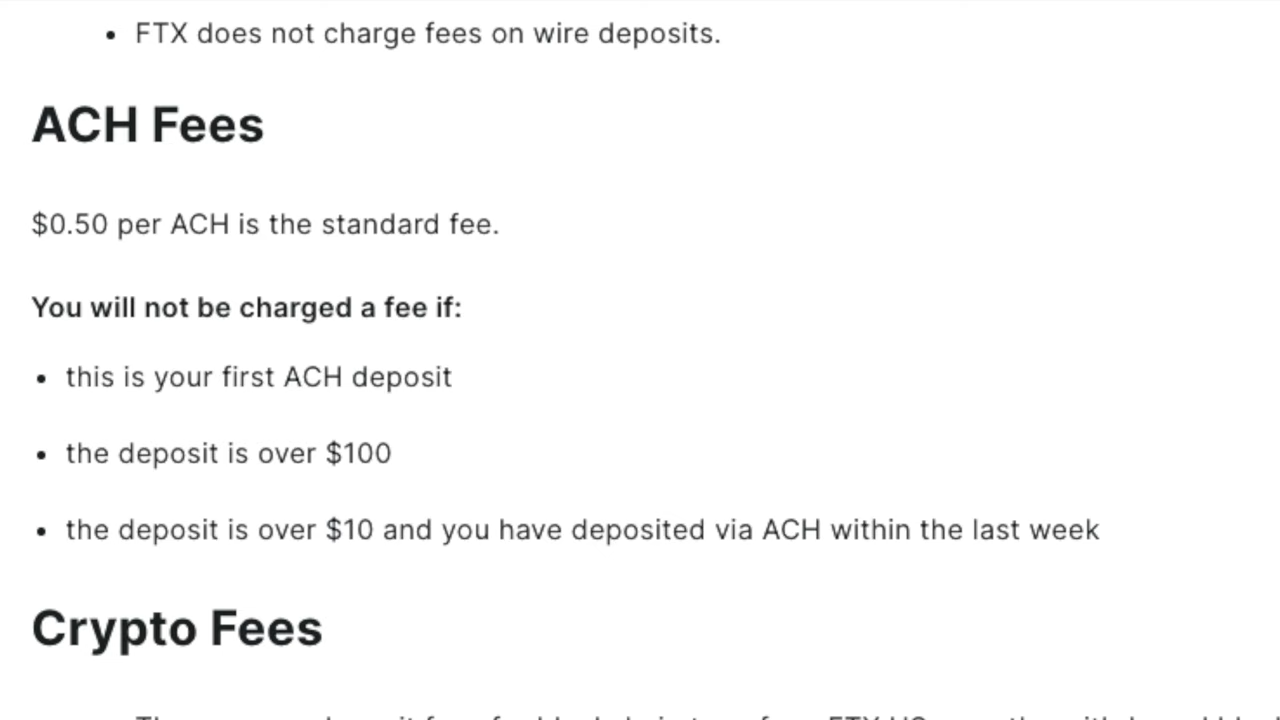 FTX does not charge fees on wire deposits.
ACH Fees
$0.50 per ACH is the standard fee.
You will not be charged a fee if:
this is your first ACH deposit
the deposit is over $100
the deposit is over $10 and you have deposited via ACH within the last week
Crypto Fees